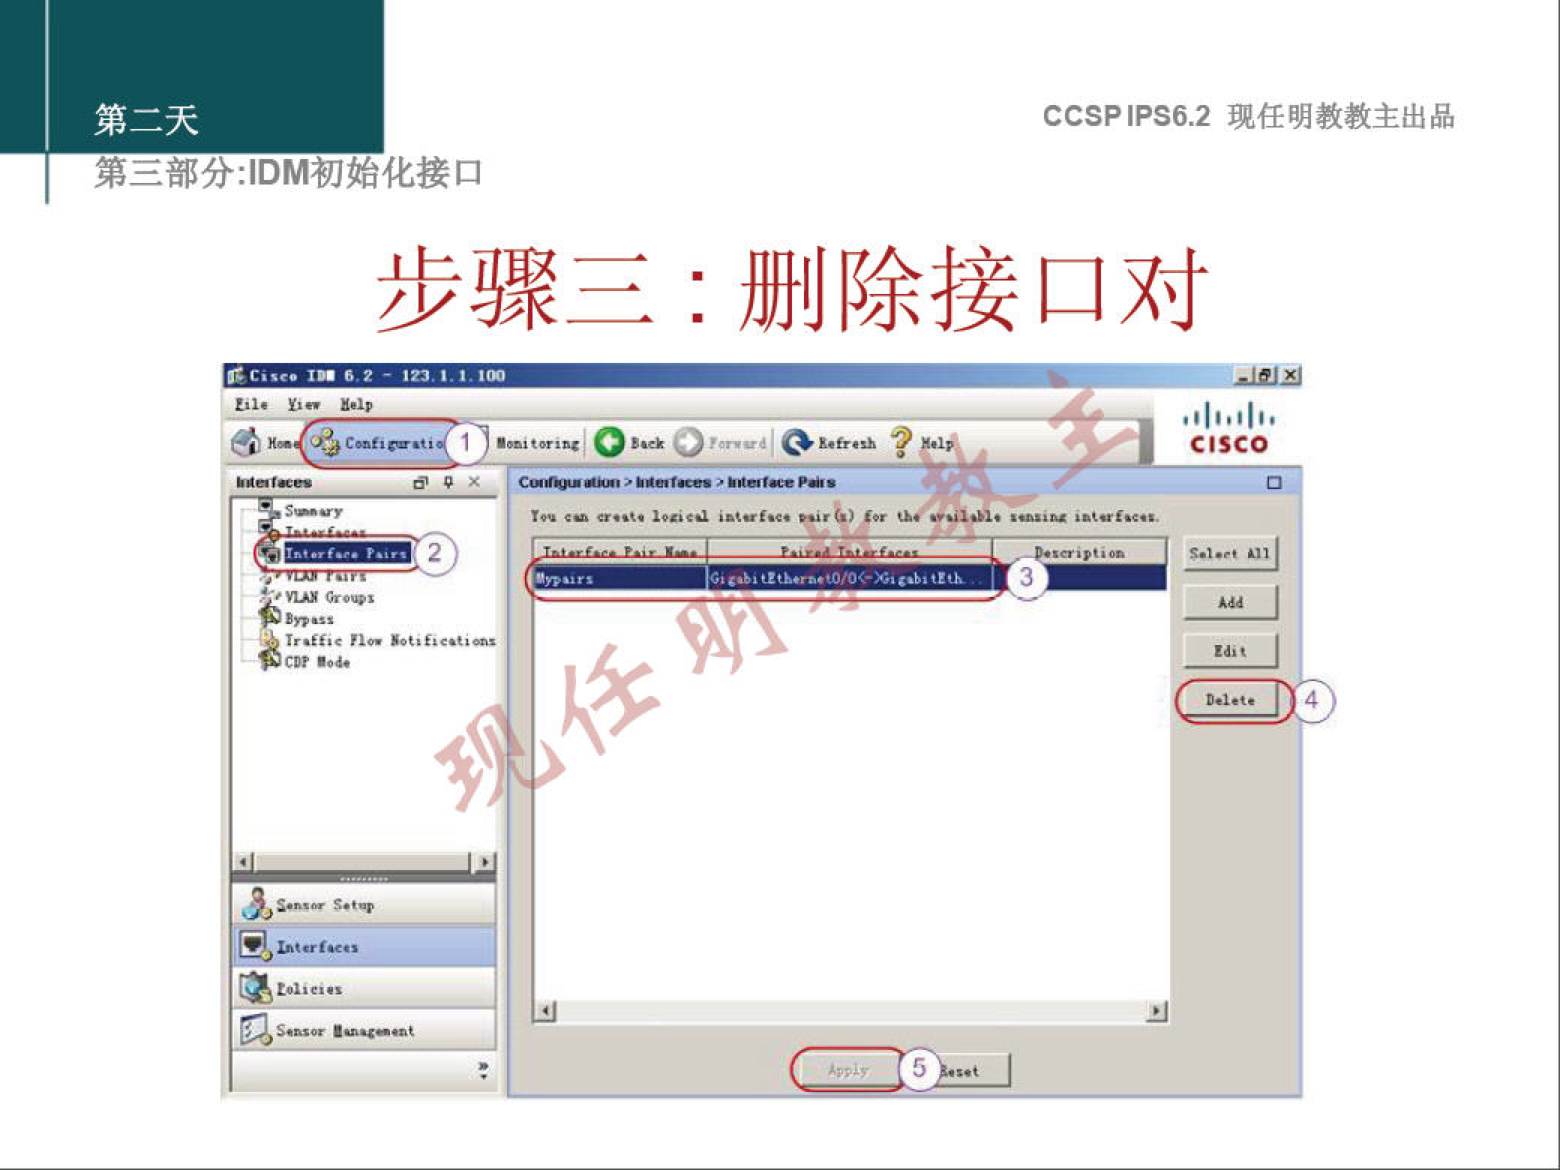 第二天
CCSP IPS6.2 现任明教教主出品
第三部分:IDM初始化接口
步骤三：删除接口对
Cisco IDM 6.2 - 123.1.1.100
File View Help
Home Configuratio 1 Monitoring Back Forward Refresh Help
CISCO
Interfaces
Configuration > Interfaces > Interface Pairs
Summary
Interfaces
Interface Pairs 2
VLAN Pairs
VLAN Groups
Bypass
Traffic Flow Notifications
CDP Mode
You can create logical interface pair(s) for the available sensing interfaces.
Interface Pair Name Paired Interfaces Description
Mypairs GigabitEthernet0/0<->GigabitEth... 3
Select All
Add
Edit
Delete 4
现任明教教主
Sensor Setup
Interfaces
Policies
Sensor Management
Apply 5 Reset